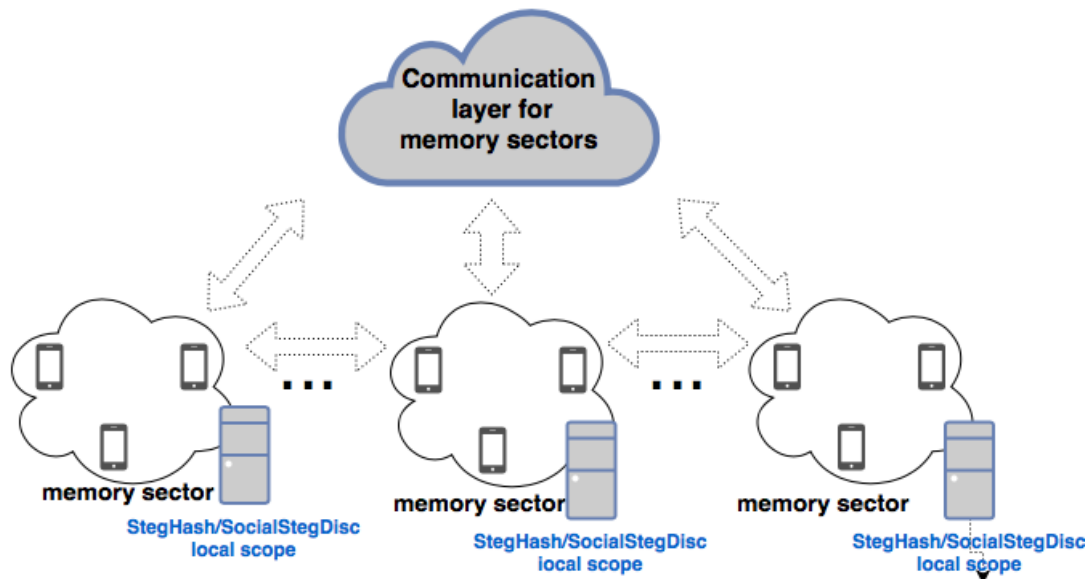 Communication
layer for
memory sectors
...
...
memory sector
memory sector
memory sector
StegHash/SocialStegDisc
local scope
StegHash/SocialStegDisc
local scope
StegHash/SocialStegDisc
local scope